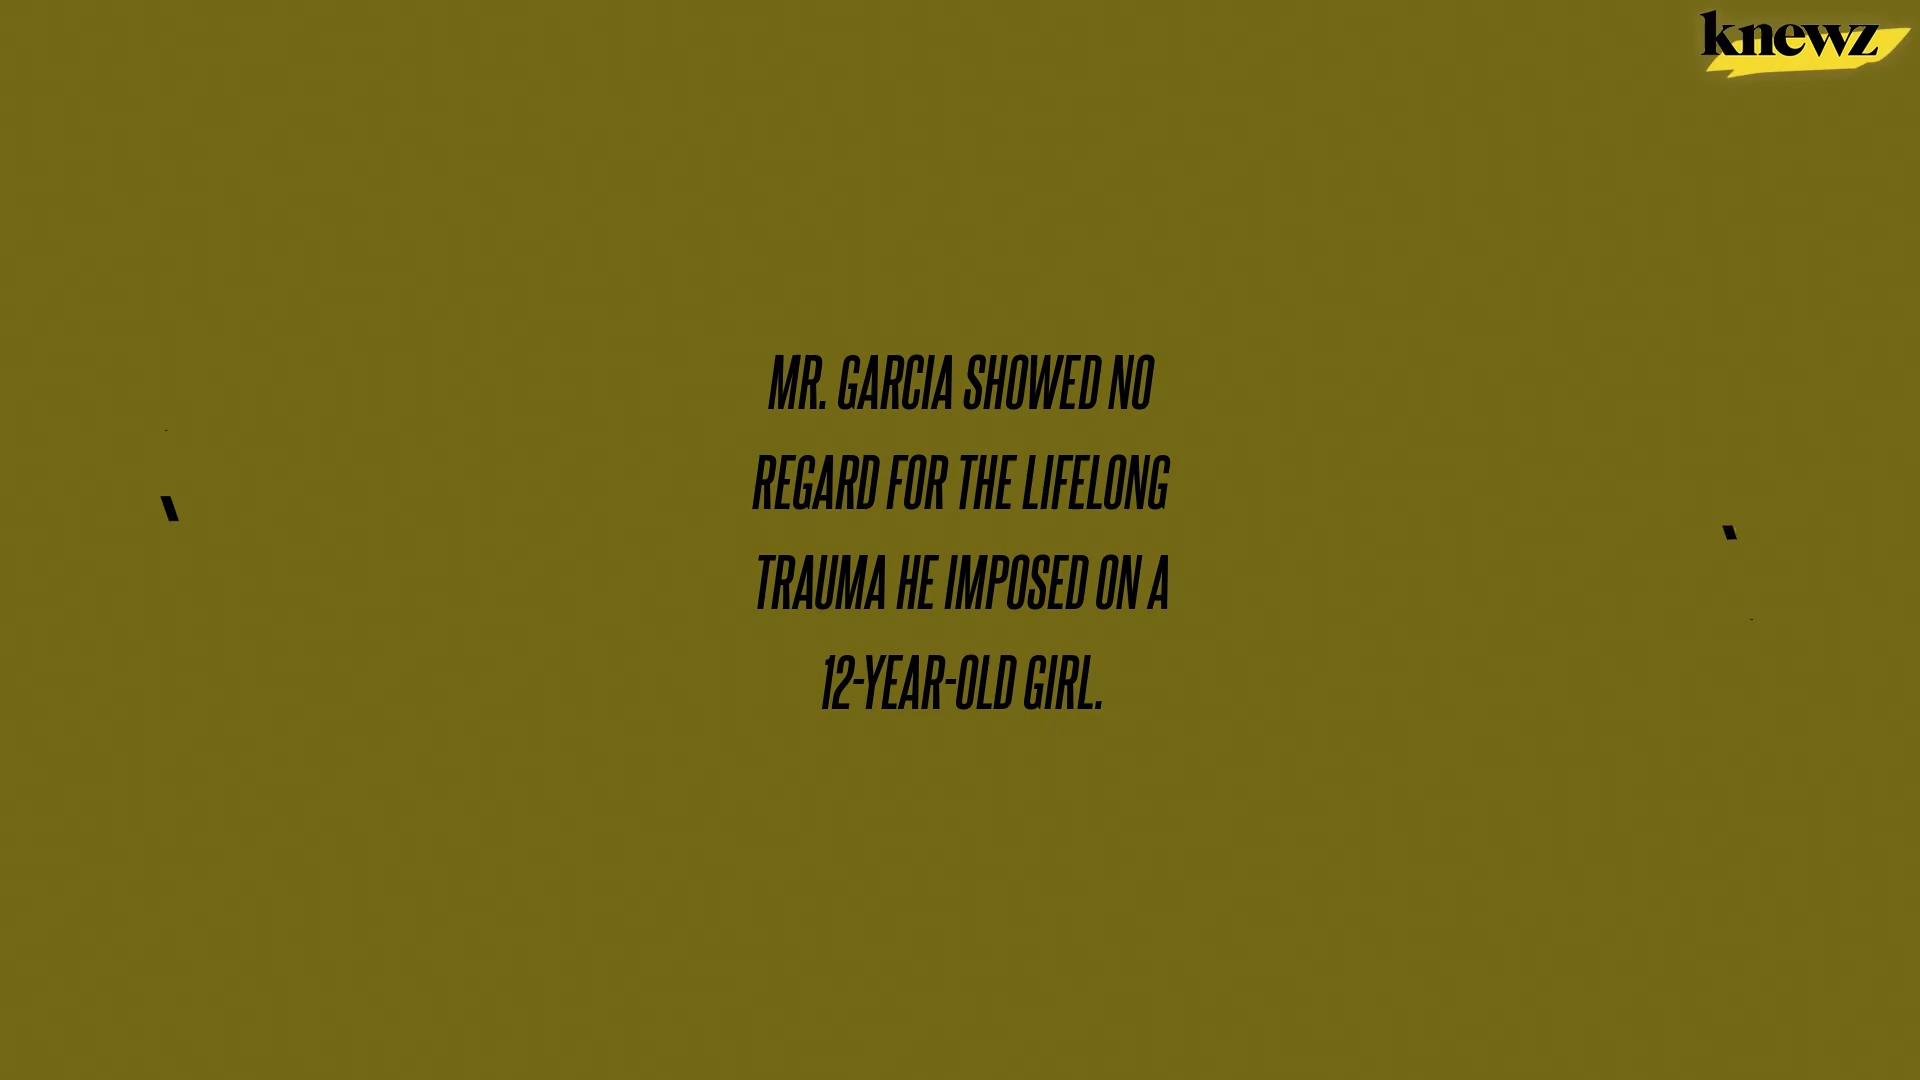 knewz
MR. GARCIA SHOWED NO
REGARD FOR THE LIFELONG
TRAUMA HE IMPOSED ON A
12-YEAR-OLD GIRL.